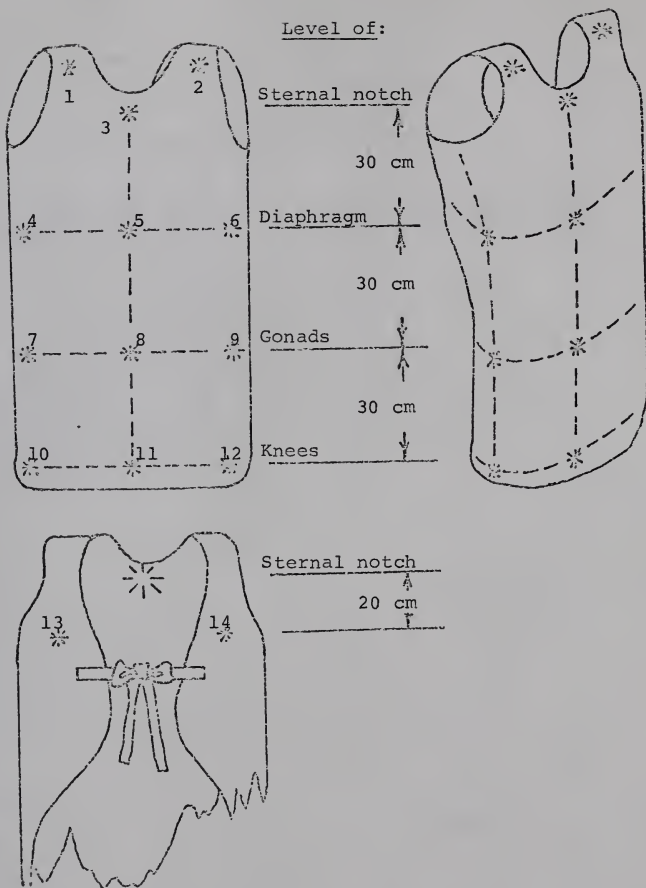 Level of:
1 2
3
Sternal notch
30 cm
4 5 6
Diaphragm
30 cm
7 8 9
Gonads
30 cm
10 11 12
Knees
Sternal notch
20 cm
13 14